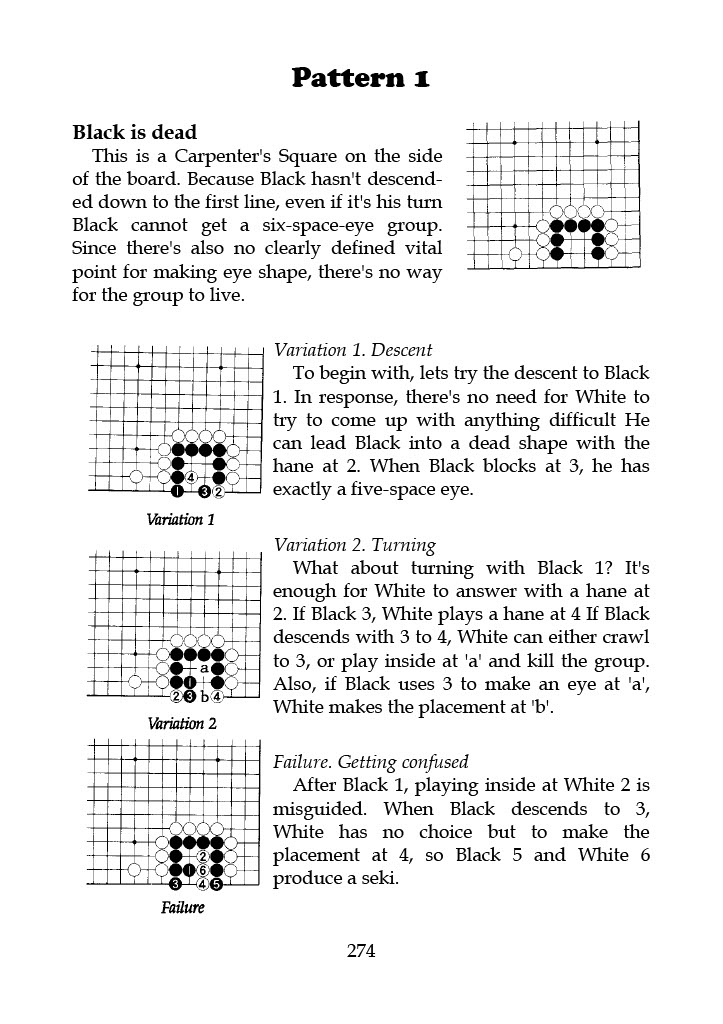 Pattern 1
Black is dead
This is a Carpenter's Square on the side
of the board. Because Black hasn't descend-
ed down to the first line, even if it's his turn
Black cannot get a six-space-eye group.
Since there's also no clearly defined vital
point for making eye shape, there's no way
for the group to live.
Variation 1. Descent
To begin with, lets try the descent to Black
1. In response, there's no need for White to
try to come up with anything difficult He
can lead Black into a dead shape with the
hane at 2. When Black blocks at 3, he has
exactly a five-space eye.
4
1 3 2
Variation 1
Variation 2. Turning
What about turning with Black 1? It's
enough for White to answer with a hane at
2. If Black 3, White plays a hane at 4 If Black
descends with 3 to 4, White can either crawl
to 3, or play inside at 'a' and kill the group.
Also, if Black uses 3 to make an eye at 'a',
White makes the placement at 'b'.
a
1
2 3 b 4
Variation 2
Failure. Getting confused
After Black 1, playing inside at White 2 is
misguided. When Black descends to 3,
White has no choice but to make the
placement at 4, so Black 5 and White 6
produce a seki.
2
1 6
3 4 5
Failure
274